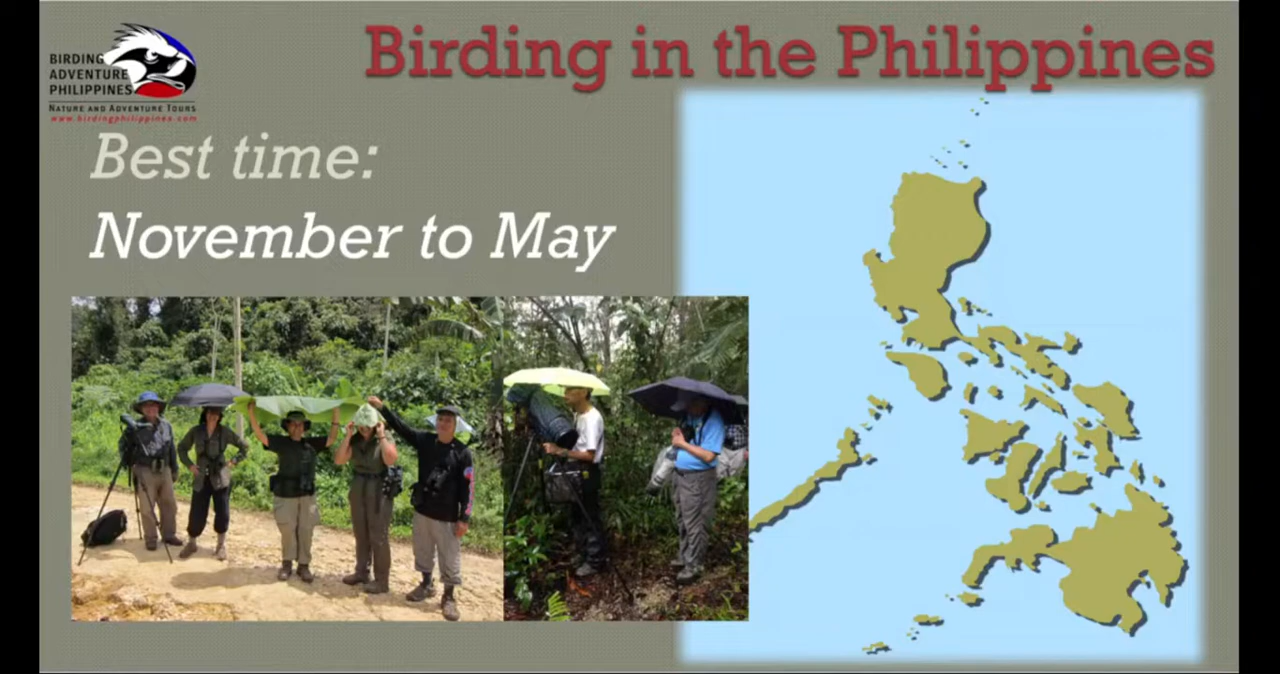 BIRDING
ADVENTURE
PHILIPPINES
NATURE AND ADVENTURE TOURS
www.birdingphilippines.com
Birding in the Philippines
Best time:
November to May